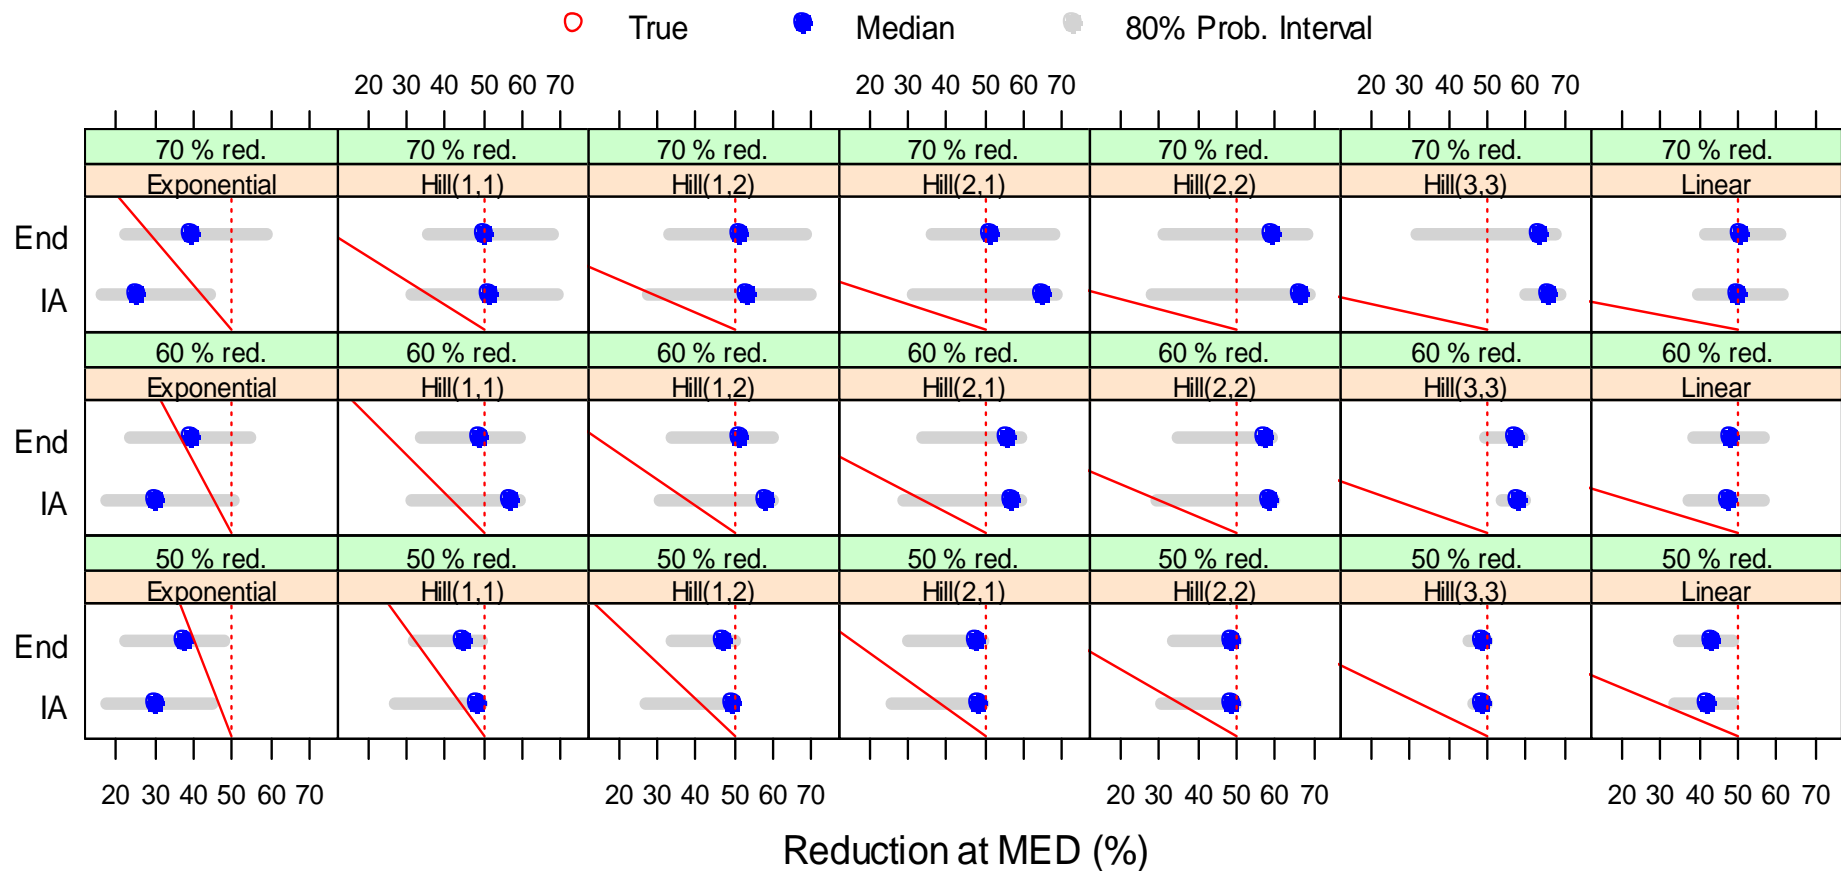 True Median 80% Prob. Interval
20 30 40 50 60 70 20 30 40 50 60 70 20 30 40 50 60 70
70 % red. 70 % red. 70 % red. 70 % red. 70 % red. 70 % red. 70 % red.
Exponential Hill(1,1) Hill(1,2) Hill(2,1) Hill(2,2) Hill(3,3) Linear
End
IA
60 % red. 60 % red. 60 % red. 60 % red. 60 % red. 60 % red. 60 % red.
Exponential Hill(1,1) Hill(1,2) Hill(2,1) Hill(2,2) Hill(3,3) Linear
End
IA
50 % red. 50 % red. 50 % red. 50 % red. 50 % red. 50 % red. 50 % red.
Exponential Hill(1,1) Hill(1,2) Hill(2,1) Hill(2,2) Hill(3,3) Linear
End
IA
20 30 40 50 60 70 20 30 40 50 60 70 20 30 40 50 60 70 20 30 40 50 60 70
Reduction at MED (%)